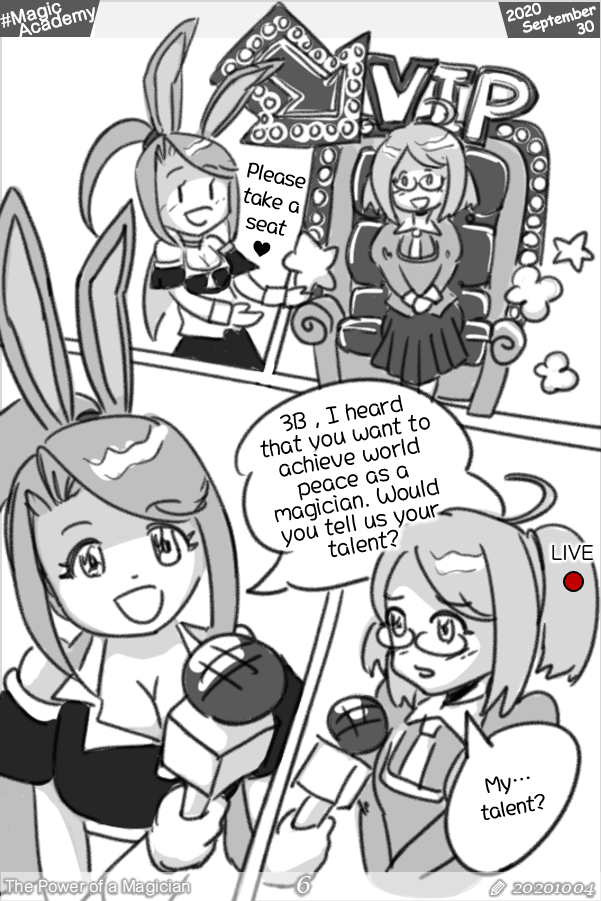 #Magic
Academy
2020
September
30
VIP
Please
take a
seat
♥
3B , I heard
that you want to
achieve world
peace as a
magician. Would
you tell us your
talent?
LIVE
My…
talent?
The Power of a Magician
6
20201004